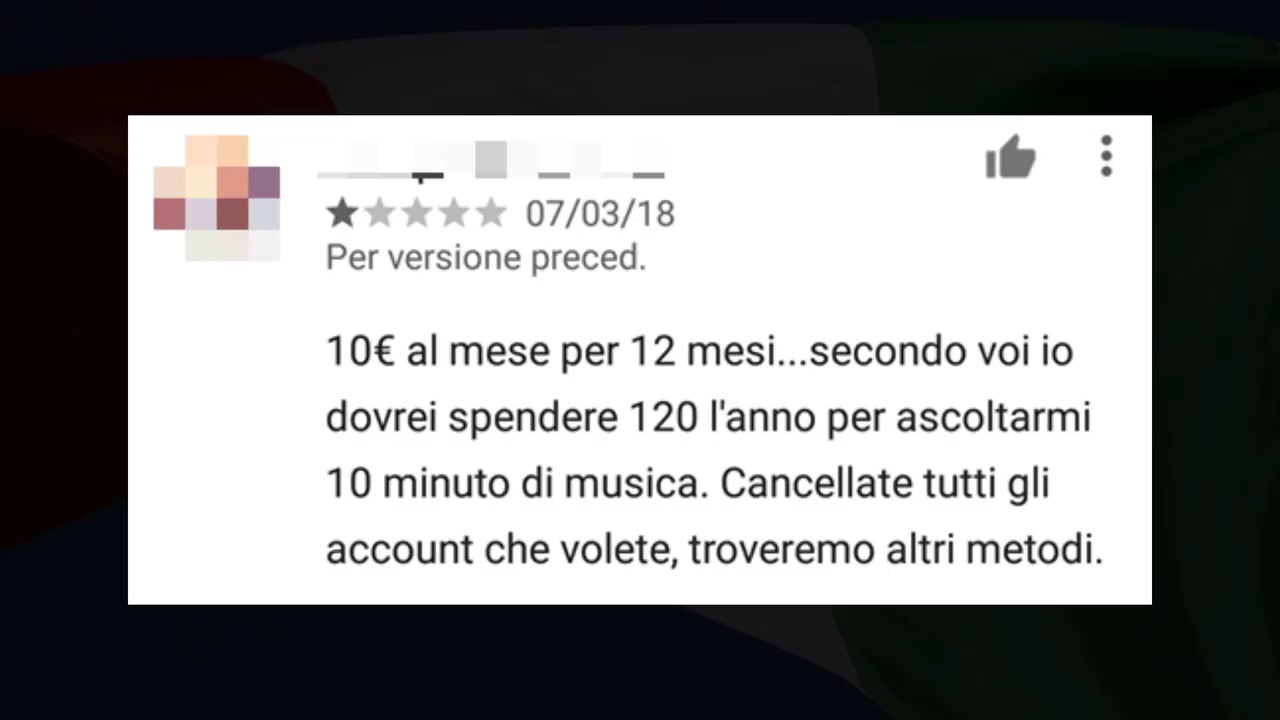 07/03/18
Per versione preced.
10€ al mese per 12 mesi...secondo voi io
dovrei spendere 120 l'anno per ascoltarmi
10 minuto di musica. Cancellate tutti gli
account che volete, troveremo altri metodi.